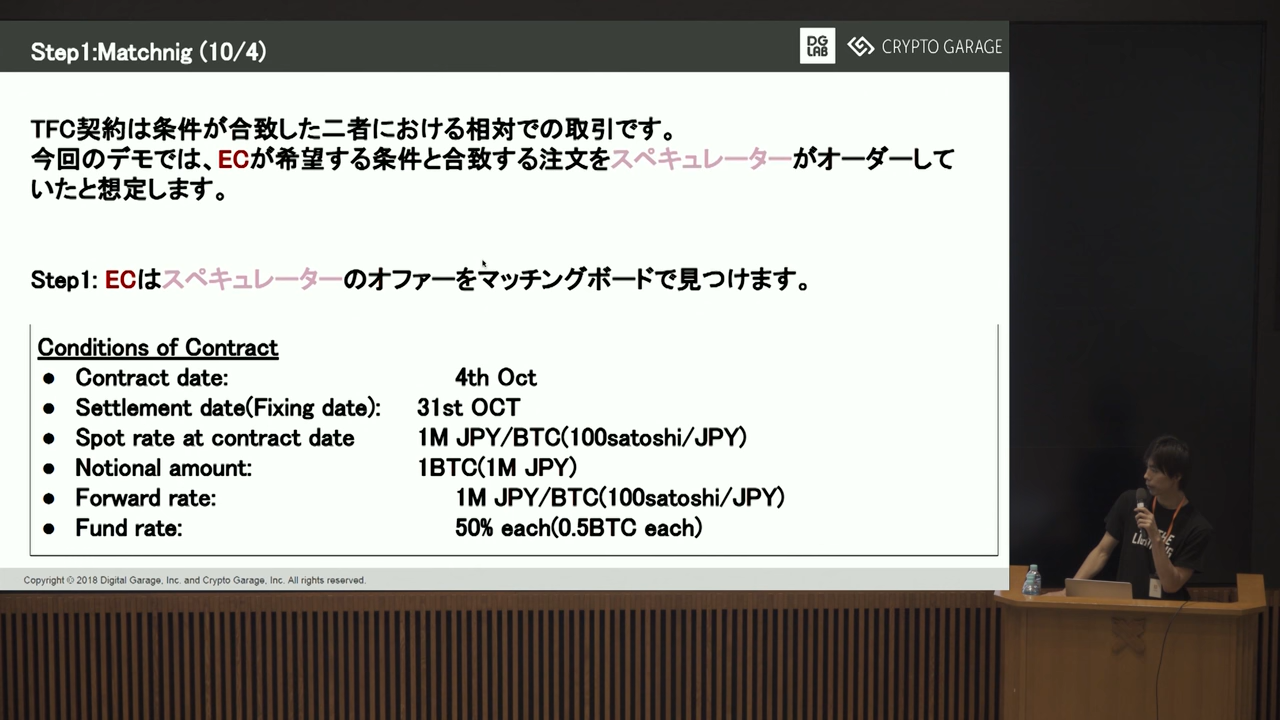 Step1:Matchnig (10/4)
DG
LAB
CRYPTO GARAGE
TFC契約は条件が合致した二者における相対での取引です。
今回のデモでは、ECが希望する条件と合致する注文をスペキュレーターがオーダーして
いたと想定します。
Step1: ECはスペキュレーターのオファーをマッチングボードで見つけます。
Conditions of Contract
● Contract date: 4th Oct
● Settlement date(Fixing date): 31st OCT
● Spot rate at contract date 1M JPY/BTC(100satoshi/JPY)
● Notional amount: 1BTC(1M JPY)
● Forward rate: 1M JPY/BTC(100satoshi/JPY)
● Fund rate: 50% each(0.5BTC each)
Copyright © 2018 Digital Garage, Inc. and Crypto Garage, Inc. All rights reserved.